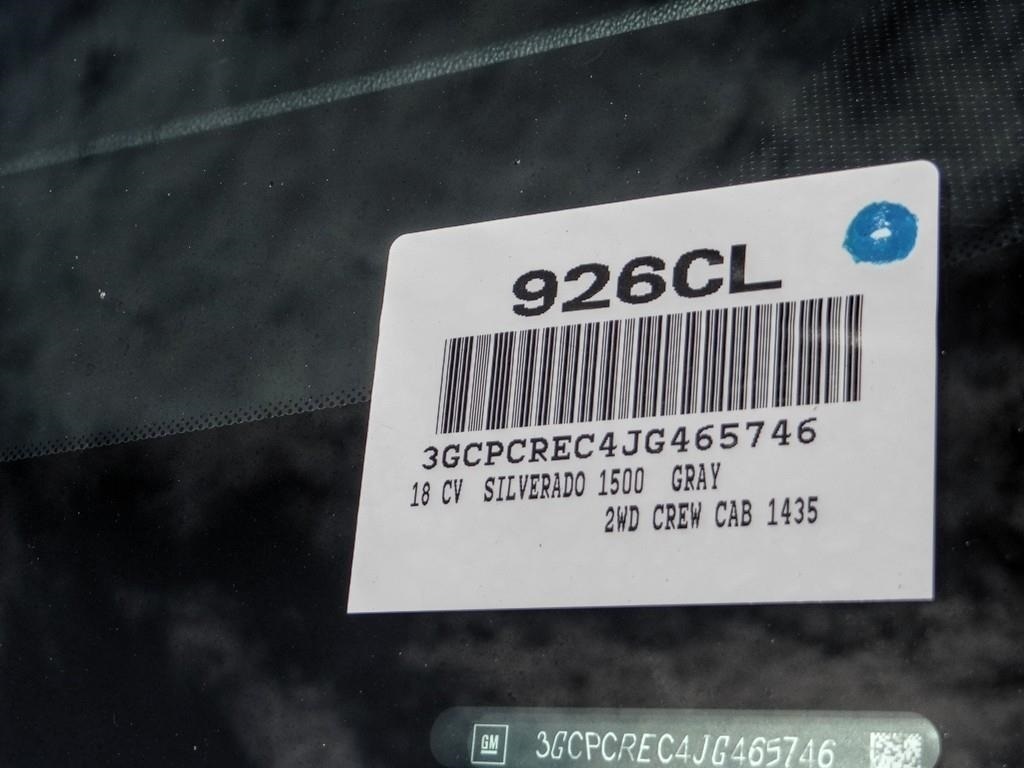 926CL
3GCPCREC4JG465746
18 CV SILVERADO 1500 GRAY
2WD CREW CAB 1435
GM 3GCPCREC4JG465746